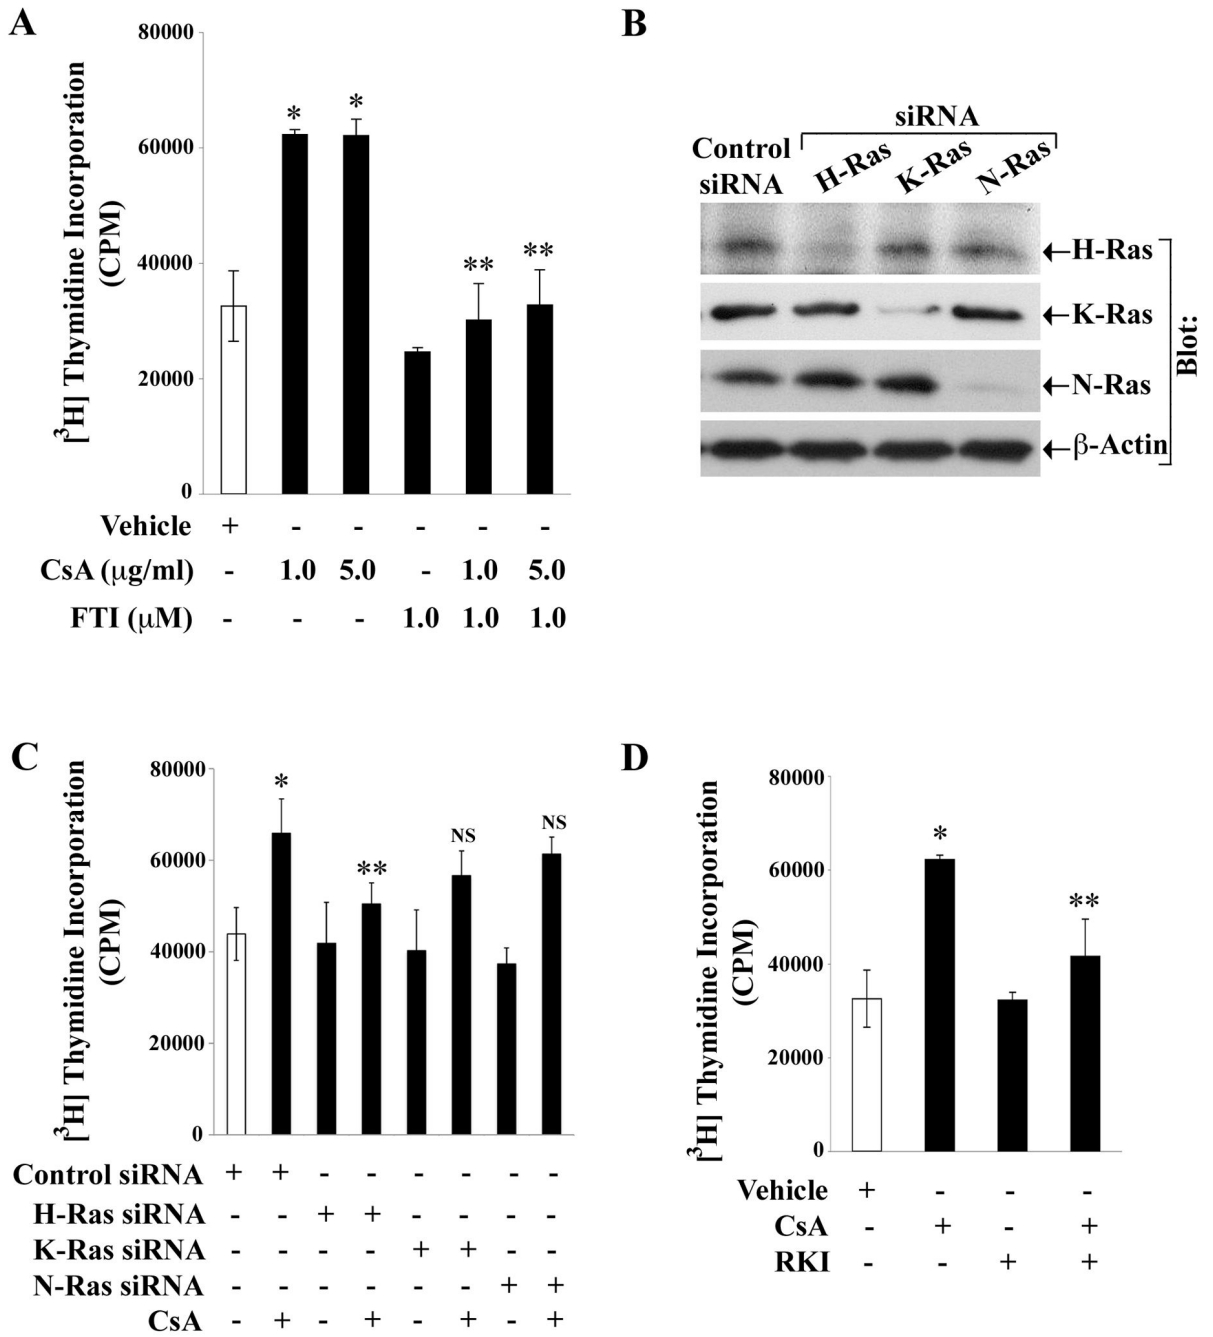 A
[³H] Thymidine Incorporation
(CPM)
80000
60000
40000
20000
0
*
*
**
**
Vehicle + - - - - -
CsA (μg/ml) - 1.0 5.0 - 1.0 5.0
FTI (μM) - - - 1.0 1.0 1.0
B
siRNA
Control
siRNA
H-Ras
K-Ras
N-Ras
H-Ras
K-Ras
N-Ras
β-Actin
Blot:
C
[³H] Thymidine Incorporation
(CPM)
80000
60000
40000
20000
0
*
**
NS
NS
Control siRNA + + - - - - - -
H-Ras siRNA - - + + - - - -
K-Ras siRNA - - - - + + - -
N-Ras siRNA - - - - - - + +
CsA - + - + - + - +
D
[³H] Thymidine Incorporation
(CPM)
80000
60000
40000
20000
0
*
**
Vehicle + - - -
CsA - + - +
RKI - - + +